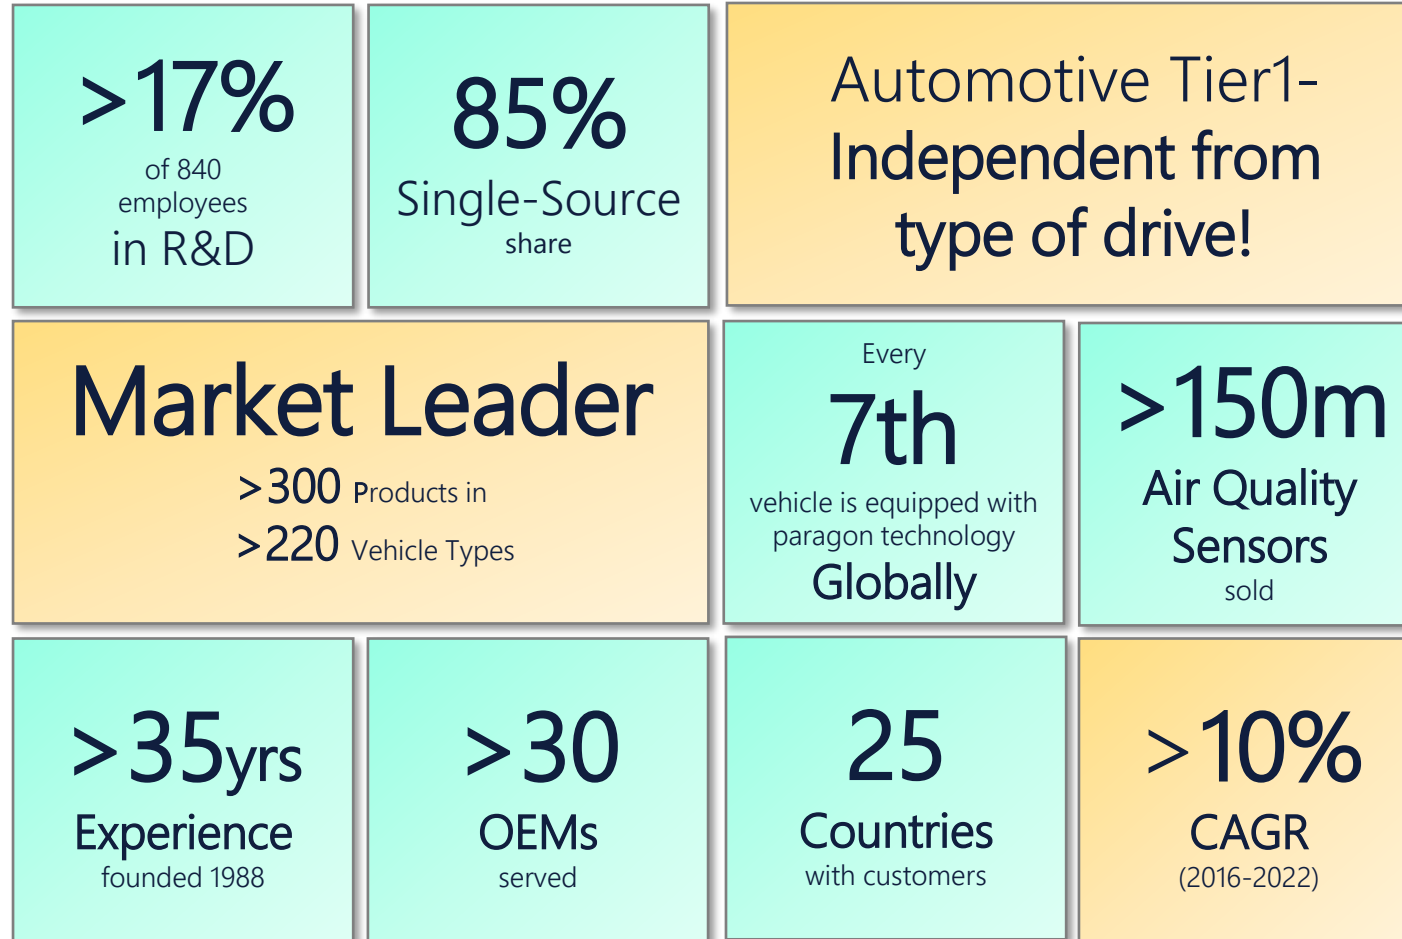 >17%
of 840
employees
in R&D
85%
Single-Source
share
Automotive Tier1-
Independent from
type of drive!
Market Leader
>300 Products in
>220 Vehicle Types
Every
7th
vehicle is equipped with
paragon technology
Globally
>150m
Air Quality
Sensors
sold
>35yrs
Experience
founded 1988
>30
OEMs
served
25
Countries
with customers
>10%
CAGR
(2016-2022)